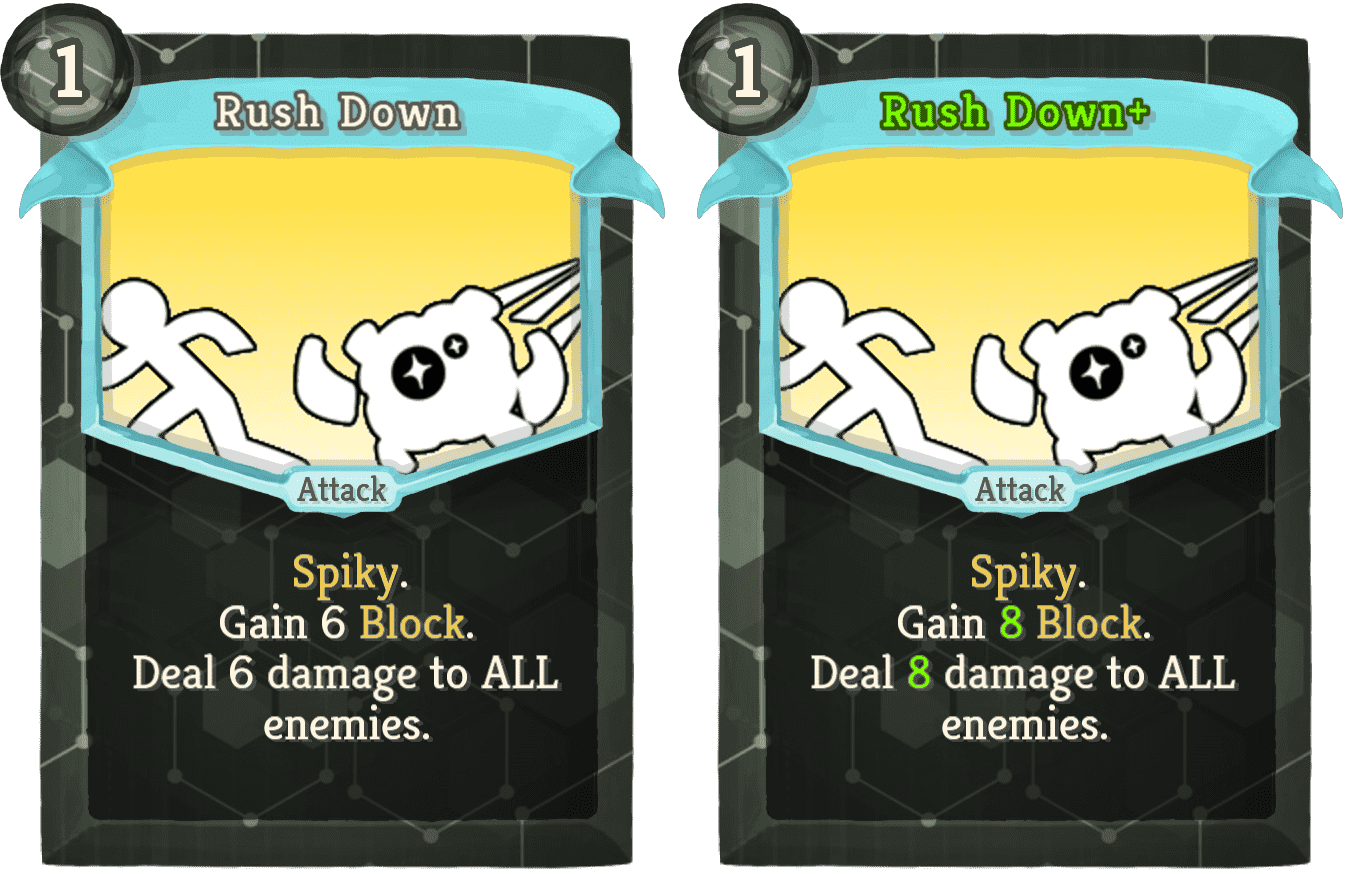 1
Rush Down
Attack
Spiky.
Gain 6 Block.
Deal 6 damage to ALL
enemies.
1
Rush Down+
Attack
Spiky.
Gain 8 Block.
Deal 8 damage to ALL
enemies.